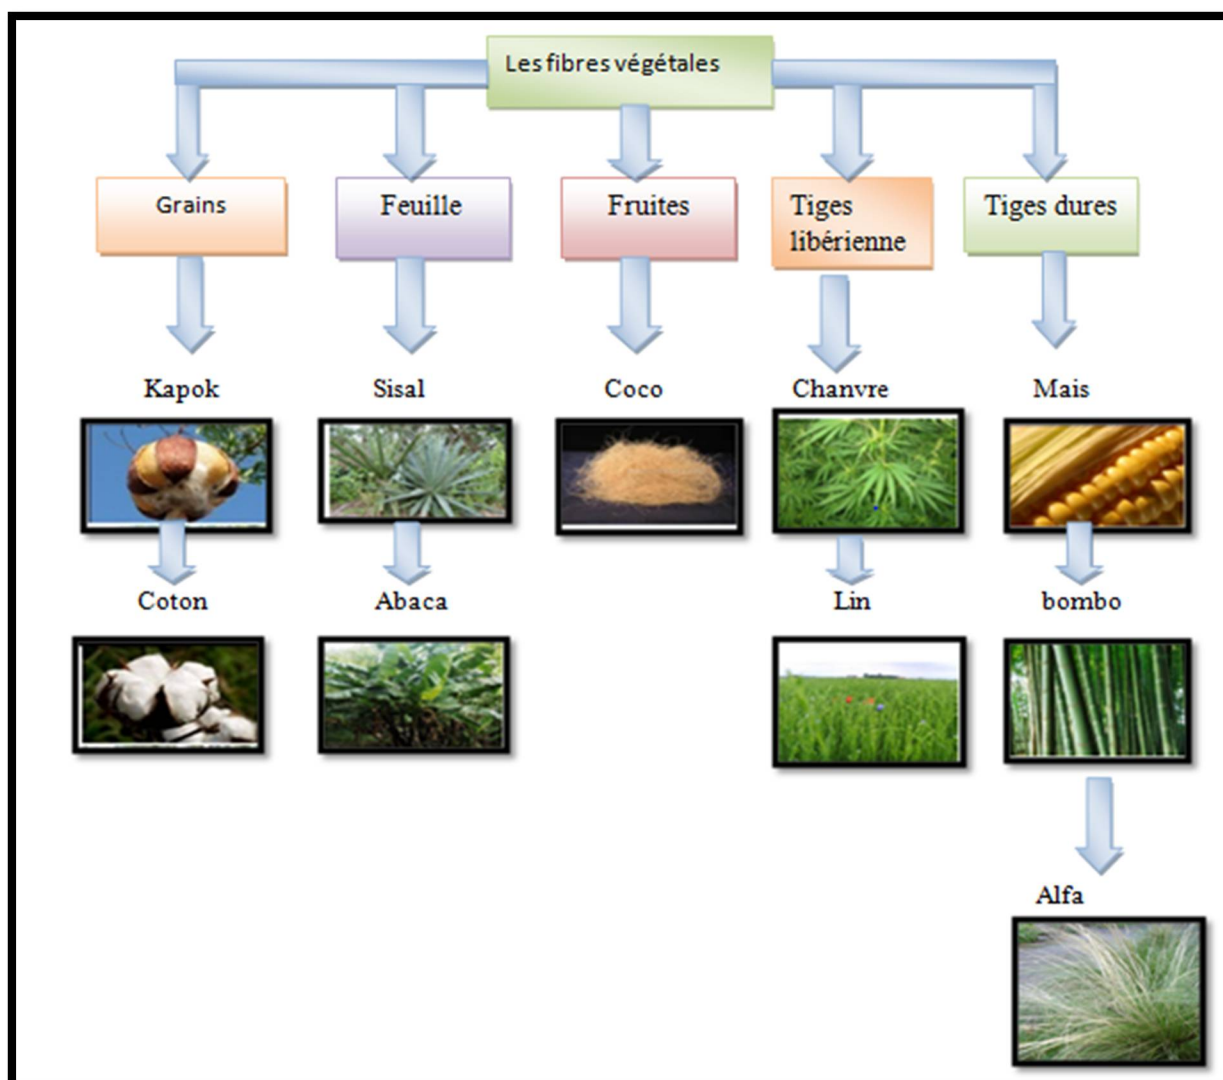 Les fibres végétales
Grains
Feuille
Fruites
Tiges
libérienne
Tiges dures
Kapok
Sisal
Coco
Chanvre
Mais
Coton
Abaca
Lin
bombo
Alfa